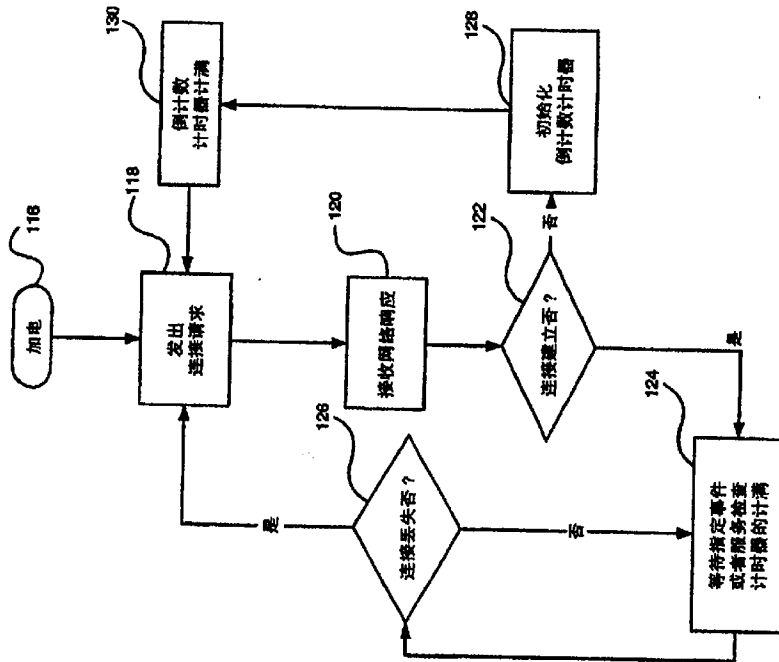 加电
116
发出
连接请求
118
倒计数
计时器计满
130
接收网络响应
120
连接建立否？
122
否
初始化
倒计数计时器
128
是
等待指定事件
或者服务检查
计时器的计满
124
连接丢失否？
126
是
否